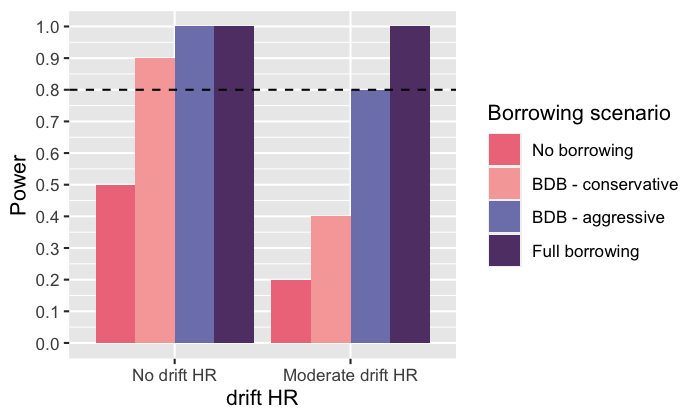 Power
1.0
0.9
0.8
0.7
0.6
0.5
0.4
0.3
0.2
0.1
0.0
No drift HR
Moderate drift HR
drift HR
Borrowing scenario
No borrowing
BDB - conservative
BDB - aggressive
Full borrowing